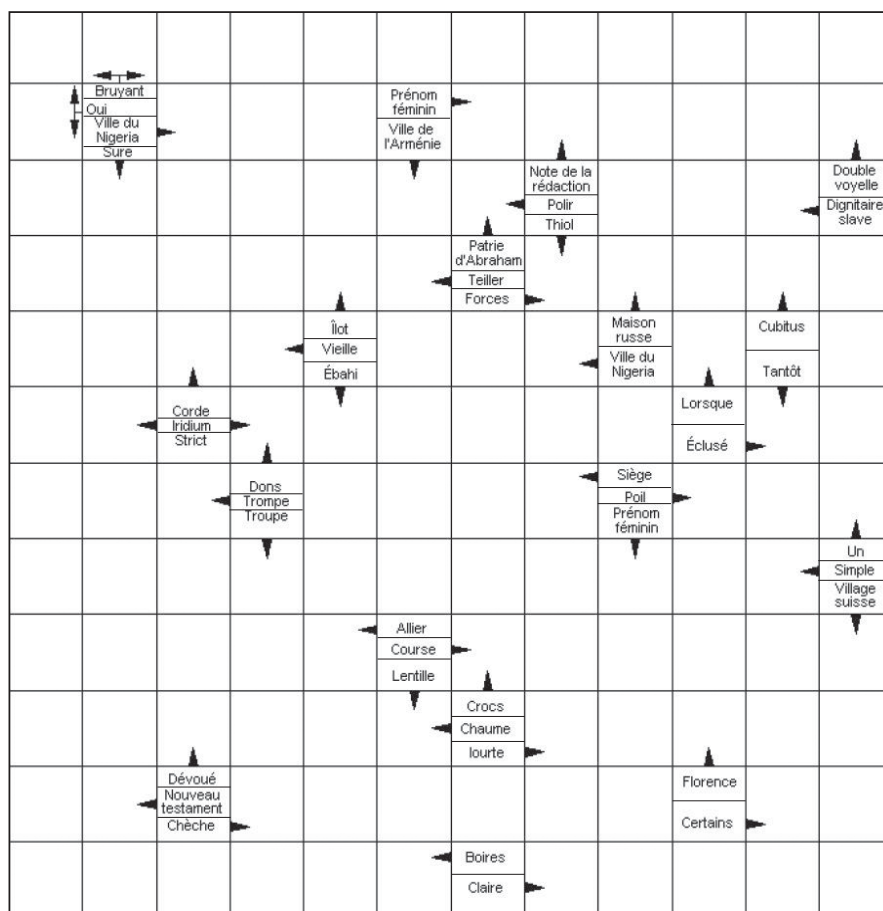 Bruyant
Oui
Ville du
Nigeria
Sure
Prénom
féminin
Ville de
l'Arménie
Note de la
rédaction
Polir
Thiol
Double
voyelle
Dignitaire
slave
Patrie
d'Abraham
Teiller
Forces
Îlot
Vieille
Ébahi
Maison
russe
Ville du
Nigeria
Cubitus
Tantôt
Corde
Iridium
Strict
Lorsque
Éclusé
Dons
Trompe
Troupe
Siège
Poil
Prénom
féminin
Un
Simple
Village
suisse
Allier
Course
Lentille
Crocs
Chaume
Iourte
Dévoué
Nouveau
testament
Chèche
Florence
Certains
Boires
Claire